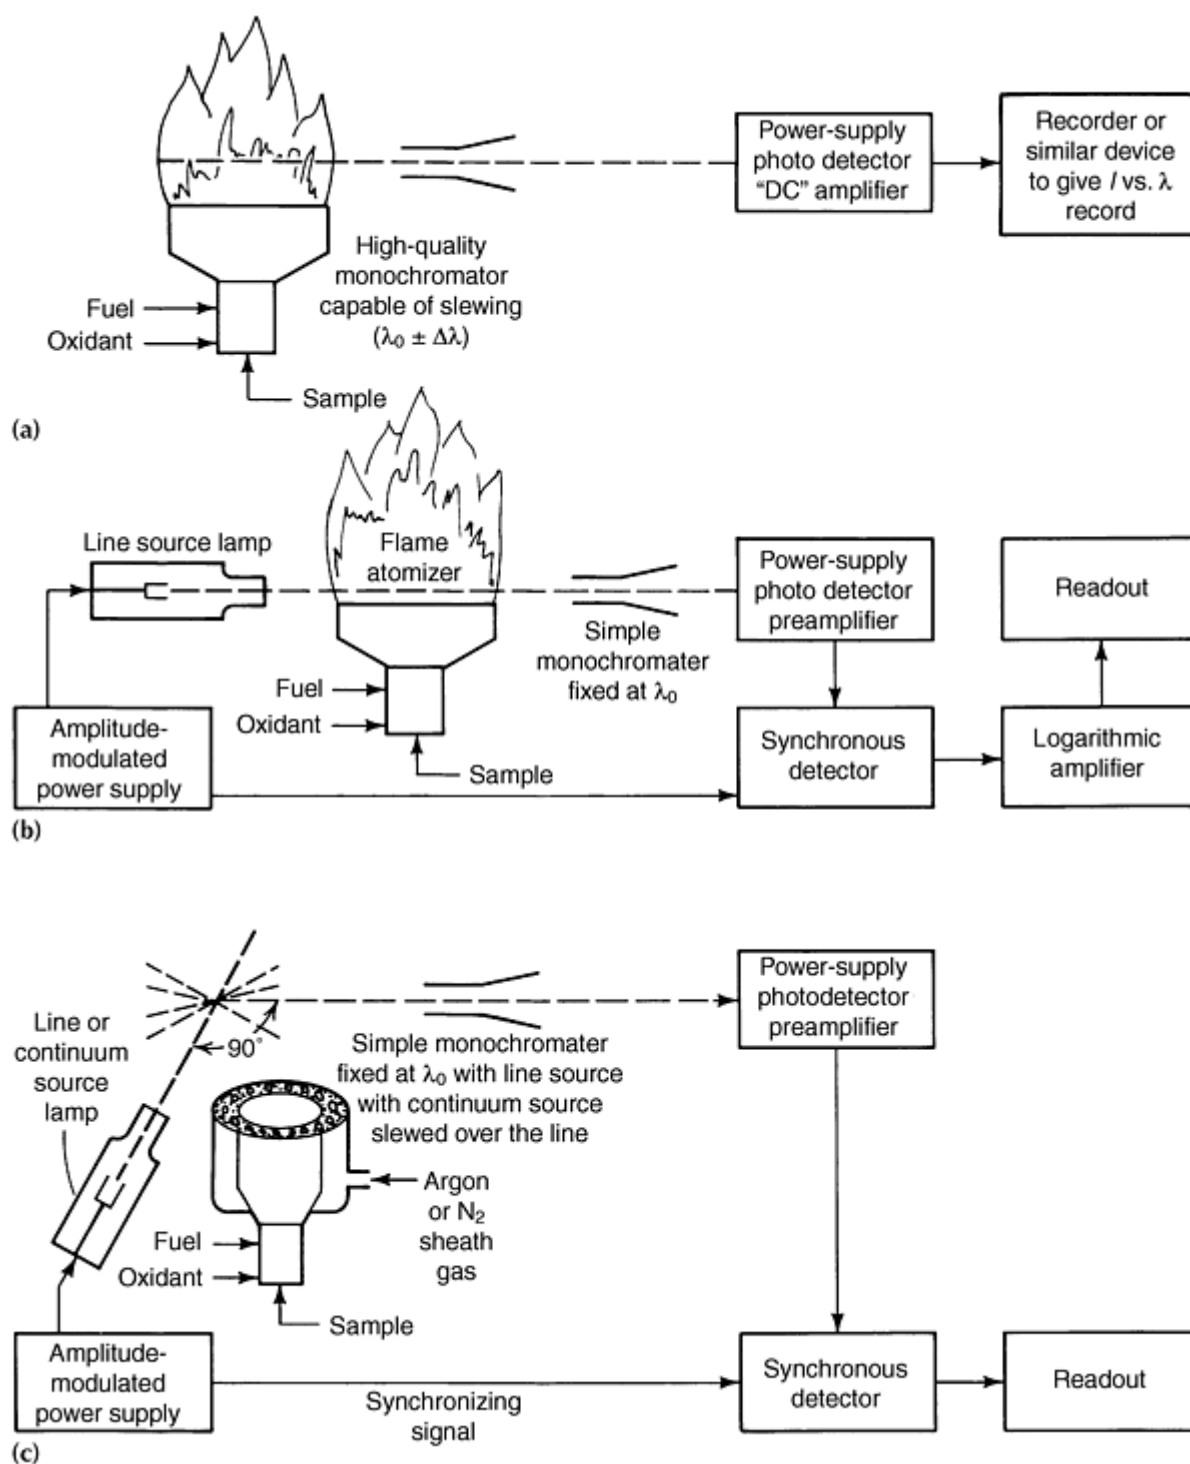 Power-supply
photo detector
“DC” amplifier
Recorder or
similar device
to give I vs. λ
record
High-quality
monochromator
capable of slewing
(λ₀ ± Δλ)
Fuel
Oxidant
Sample
(a)
Line source lamp
Flame
atomizer
Power-supply
photo detector
preamplifier
Readout
Simple
monochromater
fixed at λ₀
Fuel
Oxidant
Sample
Amplitude-
modulated
power supply
Synchronous
detector
Logarithmic
amplifier
(b)
Line or
continuum
source
lamp
90°
Simple monochromater
fixed at λ₀ with line source
with continuum source
slewed over the line
Power-supply
photodetector
preamplifier
Argon
or N₂
sheath
gas
Fuel
Oxidant
Sample
Amplitude-
modulated
power supply
Synchronizing
signal
Synchronous
detector
Readout
(c)